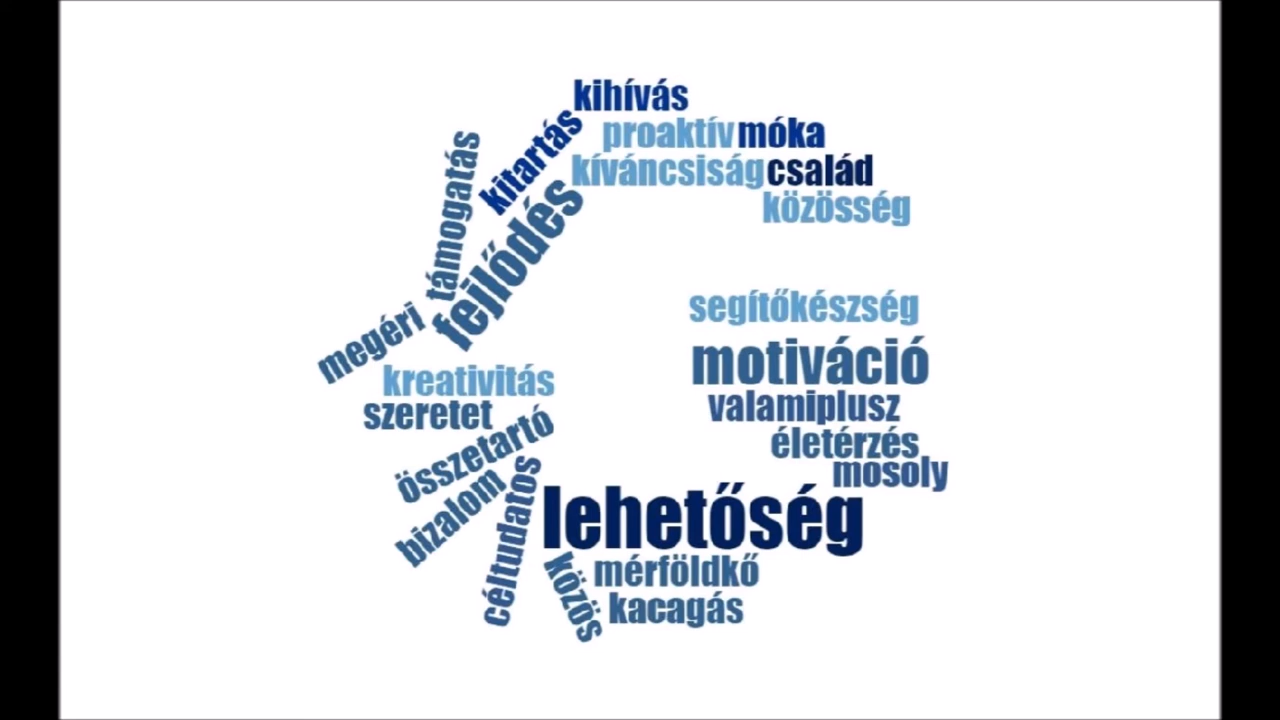 kihívás
proaktív
móka
kitartás
kíváncsiság
család
támogatás
közösség
fejlődés
segítőkészség
megéri
motiváció
kreativitás
valamiplusz
szeretet
életérzés
összetartó
mosoly
bizalom
céltudatos
lehetőség
közös
mérföldkő
kacagás